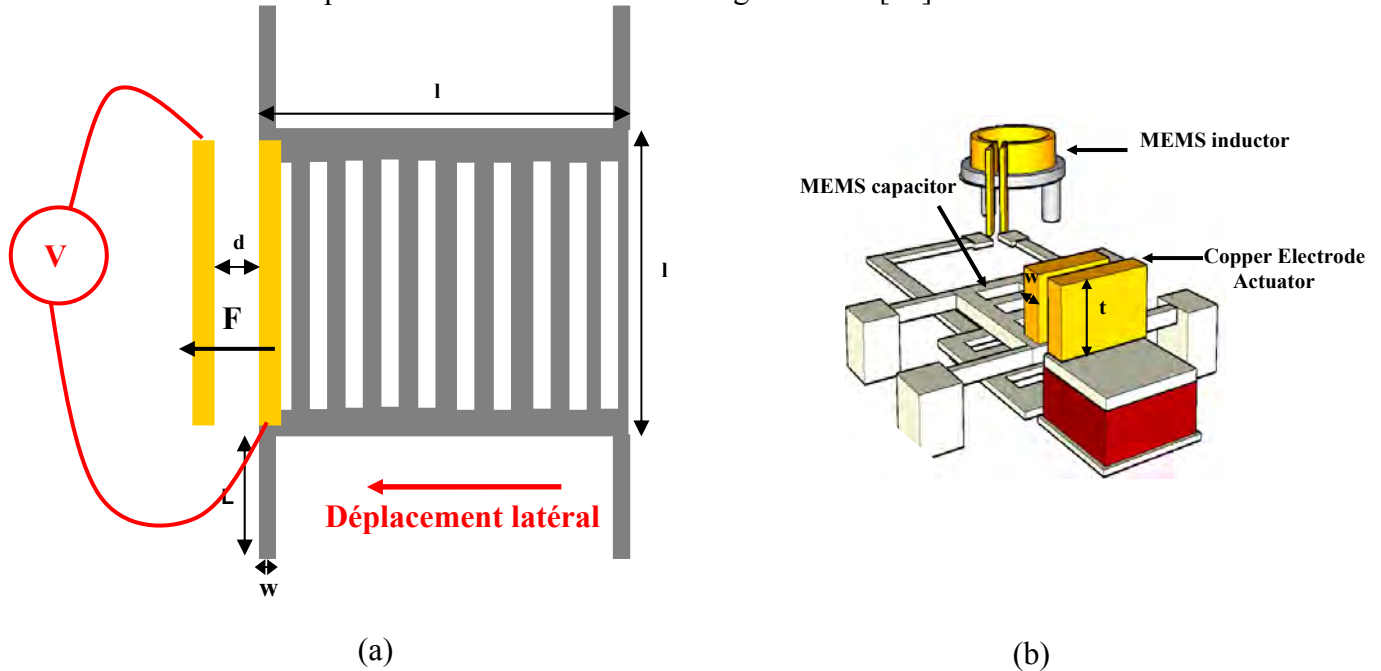 l
d
V
F
l
L
Déplacement latéral
w
(a)
MEMS inductor
MEMS capacitor
Copper Electrode
Actuator
w
t
(b)